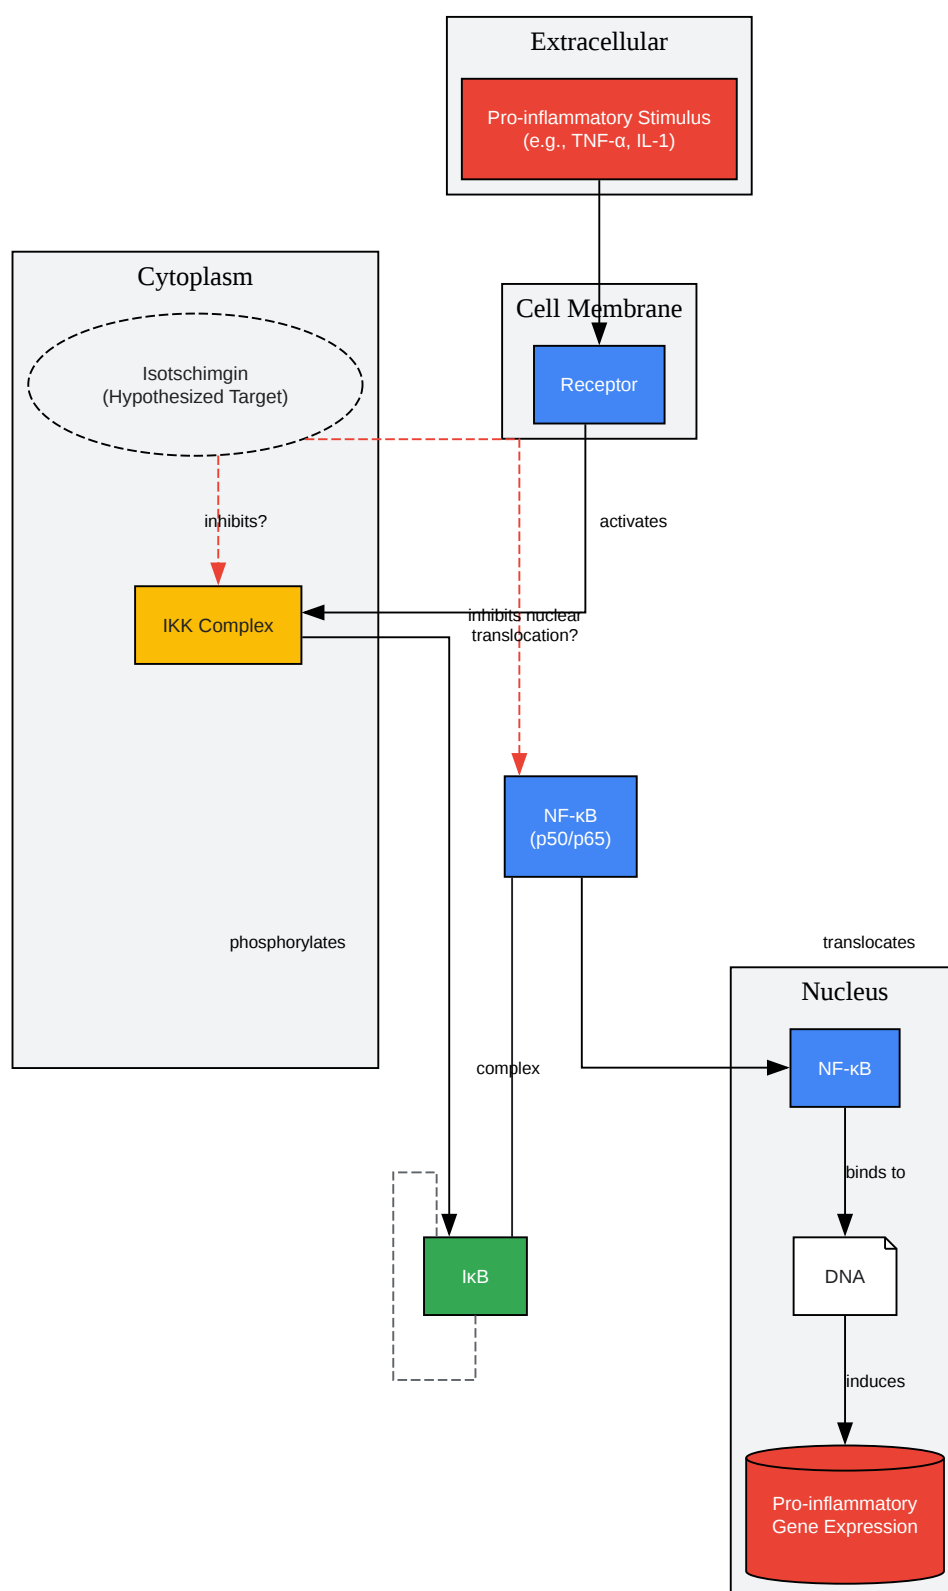 Extracellular
Pro-inflammatory Stimulus
(e.g., TNF-α, IL-1)
Cytoplasm
Cell Membrane
Isotschimgin
(Hypothesized Target)
Receptor
inhibits?
activates
IKK Complex
inhibits nuclear
translocation?
NF-κB
(p50/p65)
phosphorylates
translocates
Nucleus
complex
NF-κB
binds to
IκB
DNA
induces
Pro-inflammatory
Gene Expression